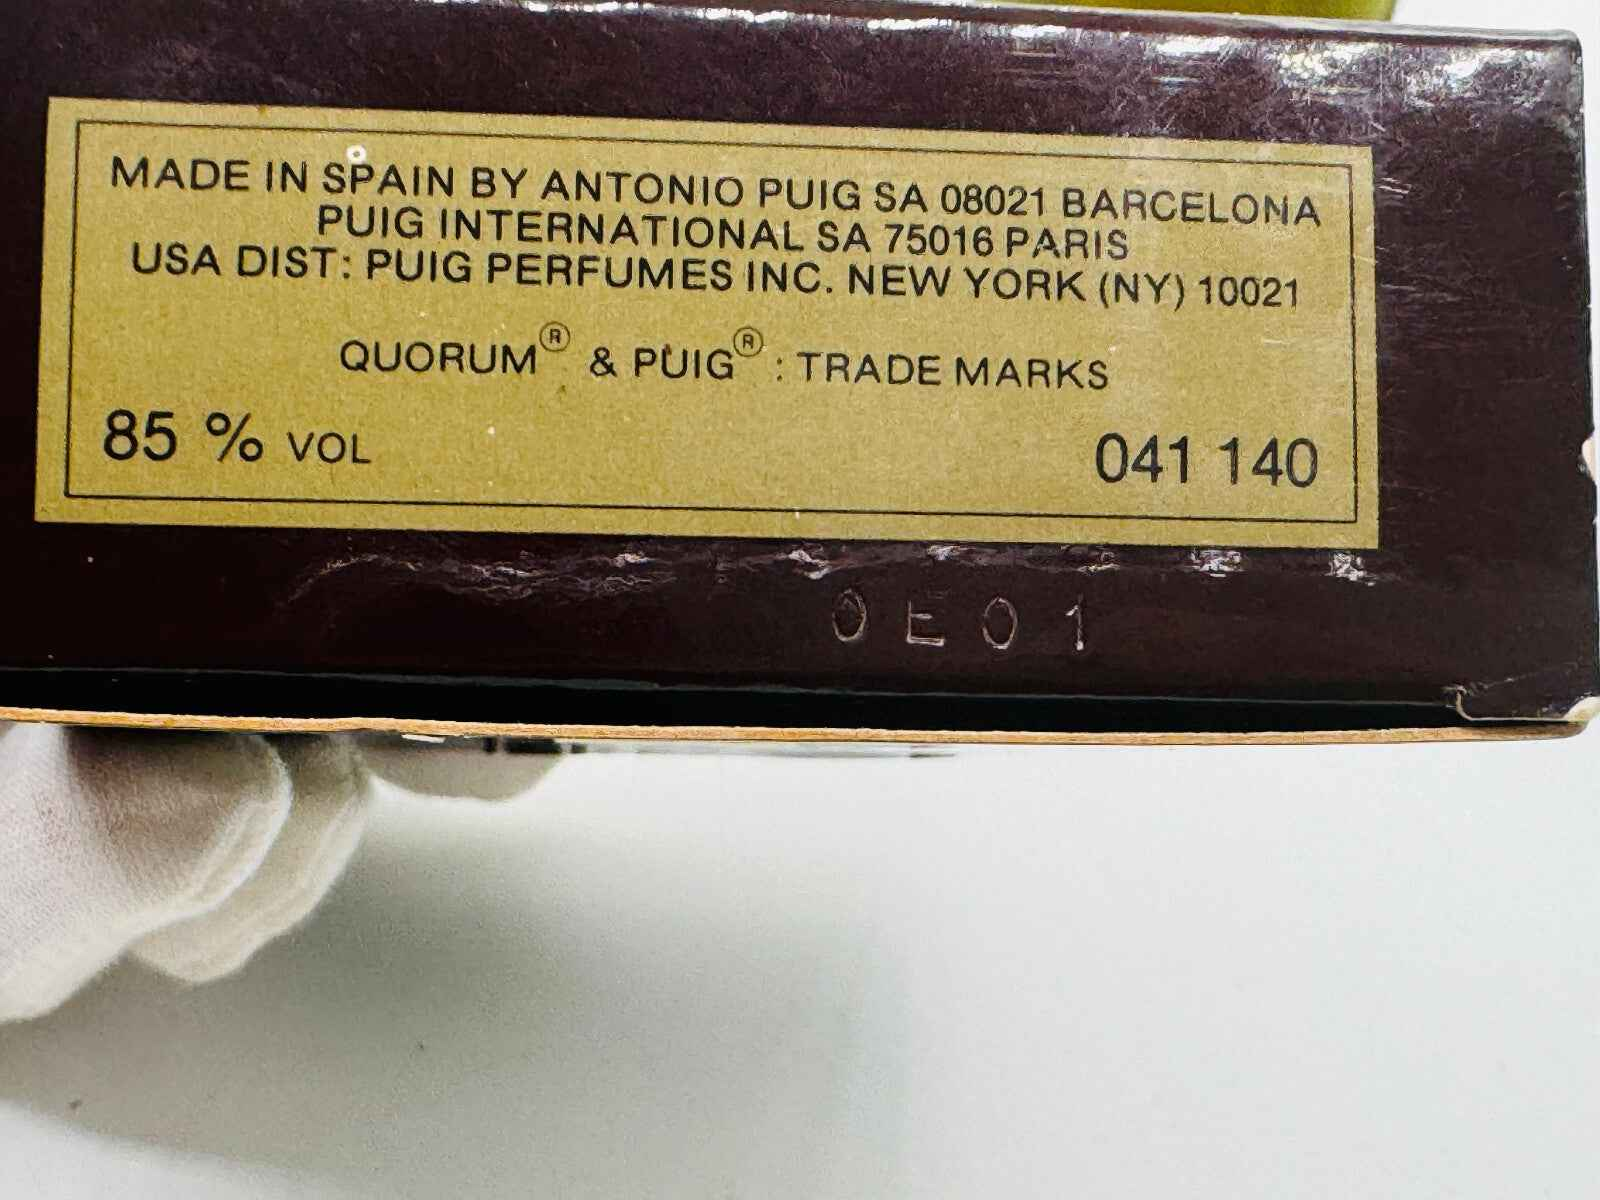 MADE IN SPAIN BY ANTONIO PUIG SA 08021 BARCELONA
PUIG INTERNATIONAL SA 75016 PARIS
USA DIST: PUIG PERFUMES INC. NEW YORK (NY) 10021
QUORUM® & PUIG® : TRADE MARKS
85 % VOL 041 140
0E01